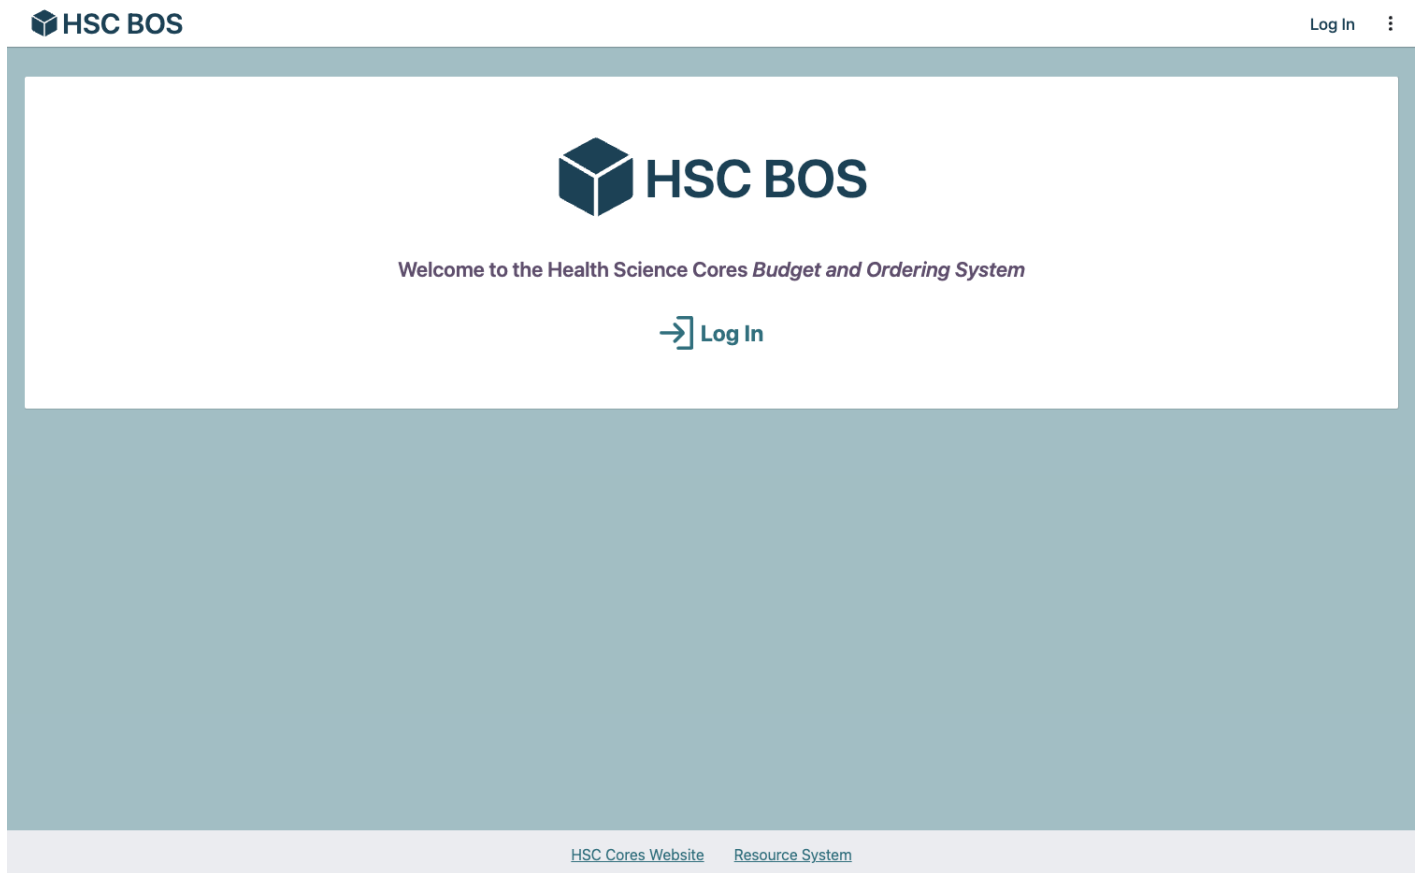 HSC BOS
Log In
HSC BOS
Welcome to the Health Science Cores Budget and Ordering System
Log In
HSC Cores Website
Resource System